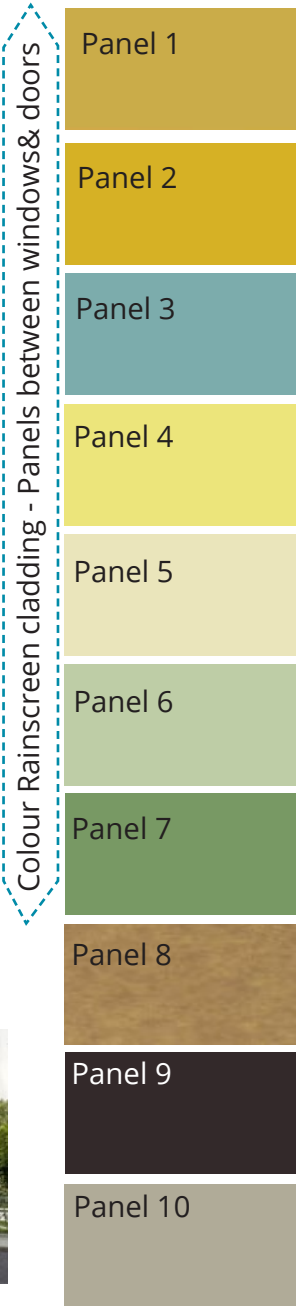 Colour Rainscreen cladding - Panels between windows& doors
Panel 1
Panel 2
Panel 3
Panel 4
Panel 5
Panel 6
Panel 7
Panel 8
Panel 9
Panel 10